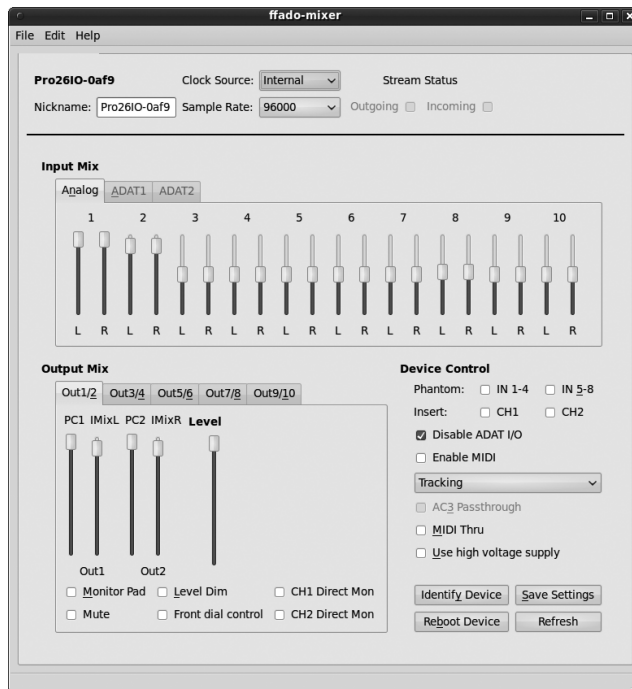 ffado-mixer
File Edit Help
Pro26IO-0af9 Clock Source: Internal Stream Status
Nickname: Pro26IO-0af9 Sample Rate: 96000 Outgoing Incoming
Input Mix
Analog ADAT1 ADAT2
1 2 3 4 5 6 7 8 9 10
L R L R L R L R L R L R L R L R L R L R
Output Mix
Out1/2 Out3/4 Out5/6 Out7/8 Out9/10
PC1 IMixL PC2 IMixR Level
Out1 Out2
Monitor Pad Level Dim CH1 Direct Mon
Mute Front dial control CH2 Direct Mon
Device Control
Phantom: IN 1-4 IN 5-8
Insert: CH1 CH2
Disable ADAT I/O
Enable MIDI
Tracking
AC3 Passthrough
MIDI Thru
Use high voltage supply
Identify Device Save Settings
Reboot Device Refresh